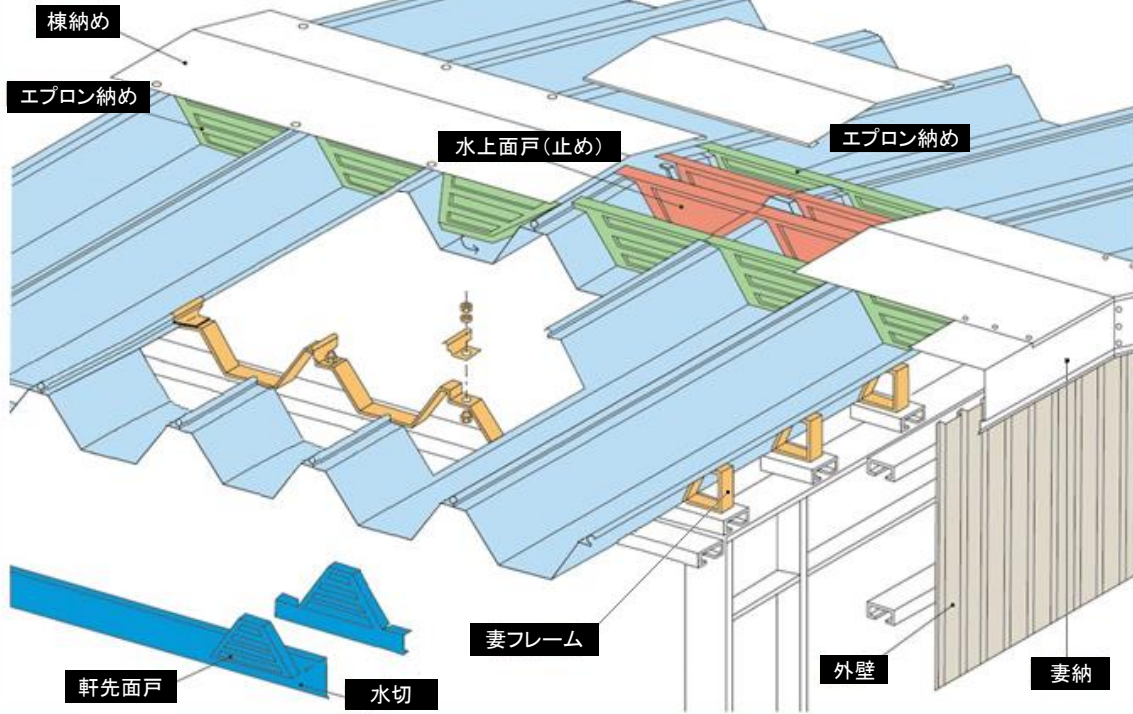 棟納め
エプロン納め
水上面戸（止め）
エプロン納め
妻フレーム
外壁
妻納
軒先面戸
水切